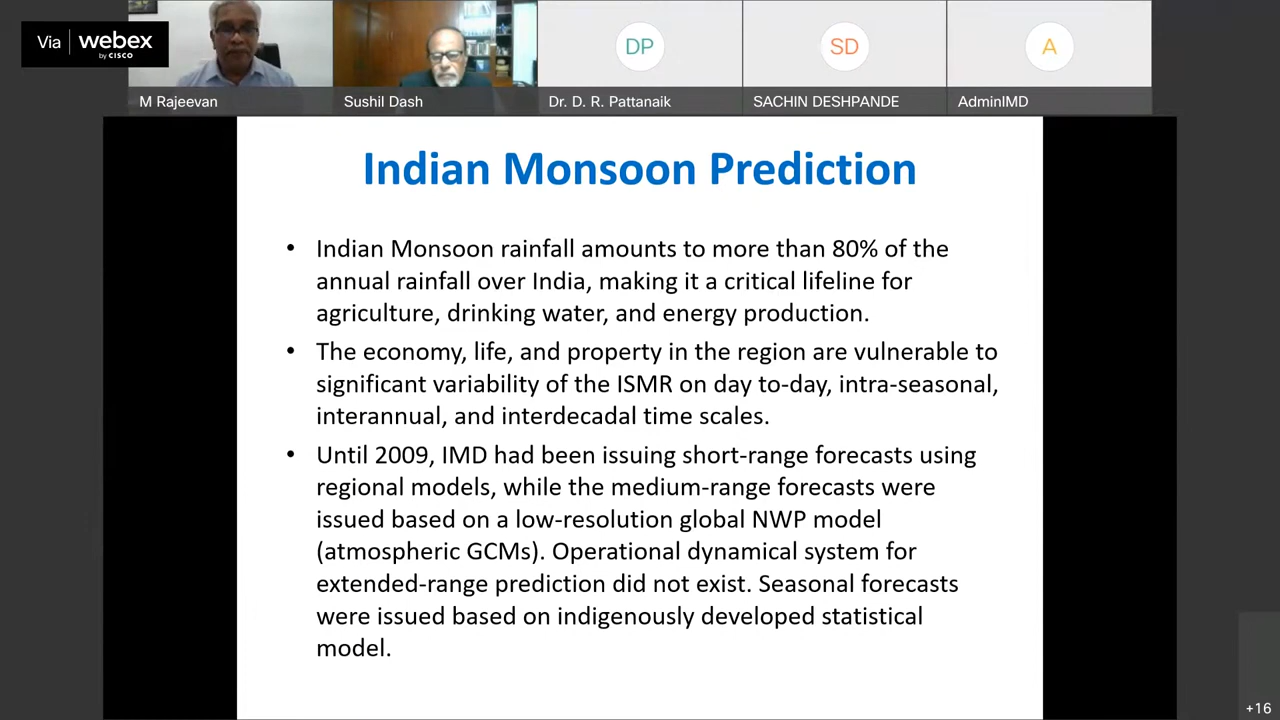 Via webex
by CISCO
DP
SD
A
M Rajeevan
Sushil Dash
Dr. D. R. Pattanaik
SACHIN DESHPANDE
AdminIMD
Indian Monsoon Prediction
• Indian Monsoon rainfall amounts to more than 80% of the
annual rainfall over India, making it a critical lifeline for
agriculture, drinking water, and energy production.
• The economy, life, and property in the region are vulnerable to
significant variability of the ISMR on day to-day, intra-seasonal,
interannual, and interdecadal time scales.
• Until 2009, IMD had been issuing short-range forecasts using
regional models, while the medium-range forecasts were
issued based on a low-resolution global NWP model
(atmospheric GCMs). Operational dynamical system for
extended-range prediction did not exist. Seasonal forecasts
were issued based on indigenously developed statistical
model.
+16